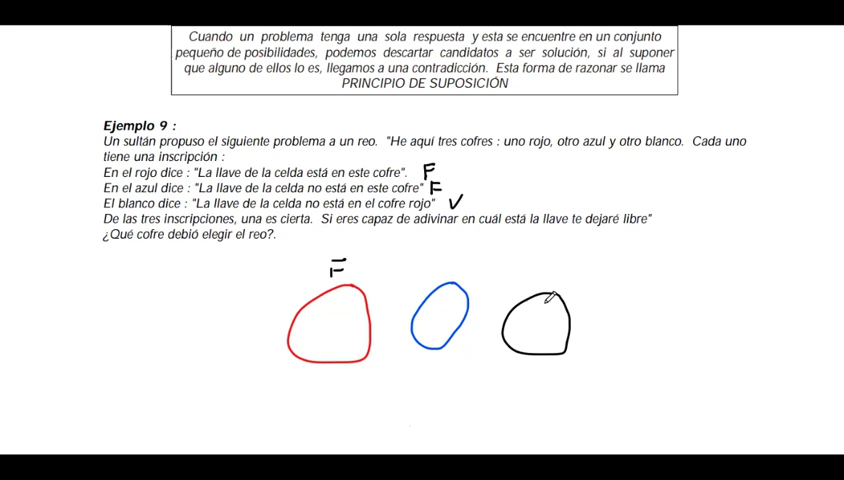 Cuando un problema tenga una sola respuesta y esta se encuentre en un conjunto
pequeño de posibilidades, podemos descartar candidatos a ser solución, si al suponer
que alguno de ellos lo es, llegamos a una contradicción. Esta forma de razonar se llama
PRINCIPIO DE SUPOSICIÓN
Ejemplo 9 :
Un sultán propuso el siguiente problema a un reo. "He aquí tres cofres : uno rojo, otro azul y otro blanco. Cada uno
tiene una inscripción :
En el rojo dice : "La llave de la celda está en este cofre". F
En el azul dice : "La llave de la celda no está en este cofre" F
El blanco dice : "La llave de la celda no está en el cofre rojo" V
De las tres inscripciones, una es cierta. Si eres capaz de adivinar en cuál está la llave te dejaré libre"
¿Qué cofre debió elegir el reo?.
F